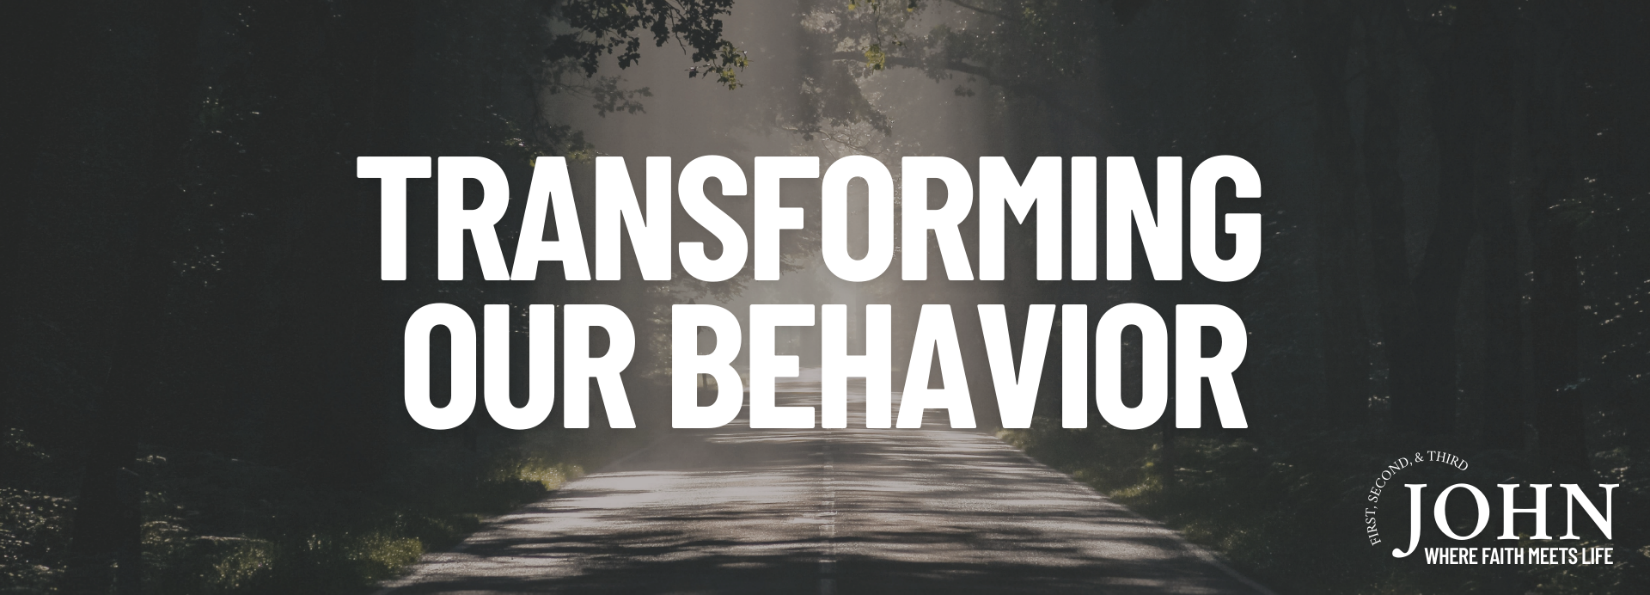 TRANSFORMING
OUR BEHAVIOR
FIRST, SECOND, & THIRD
JOHN
WHERE FAITH MEETS LIFE